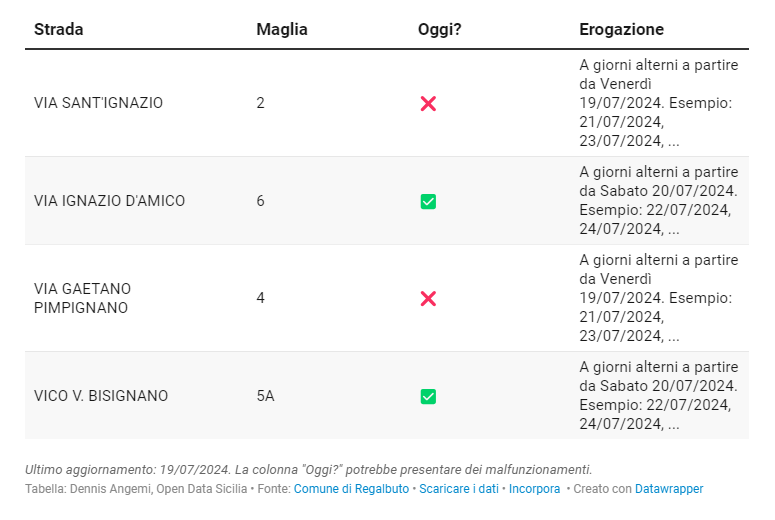 Strada Maglia Oggi? Erogazione
A giorni alterni a partire
da Venerdì
VIA SANT'IGNAZIO 2 ❌ 19/07/2024. Esempio:
21/07/2024,
23/07/2024, ...
A giorni alterni a partire
da Sabato 20/07/2024.
VIA IGNAZIO D'AMICO 6 ✅ Esempio: 22/07/2024,
24/07/2024, ...
A giorni alterni a partire
da Venerdì
VIA GAETANO
PIMPIGNANO 4 ❌ 19/07/2024. Esempio:
21/07/2024,
23/07/2024, ...
A giorni alterni a partire
da Sabato 20/07/2024.
VICO V. BISIGNANO 5A ✅ Esempio: 22/07/2024,
24/07/2024, ...
Ultimo aggiornamento: 19/07/2024. La colonna "Oggi?" potrebbe presentare dei malfunzionamenti.
Tabella: Dennis Angemi, Open Data Sicilia • Fonte: Comune di Regalbuto • Scaricare i dati • Incorpora • Creato con Datawrapper